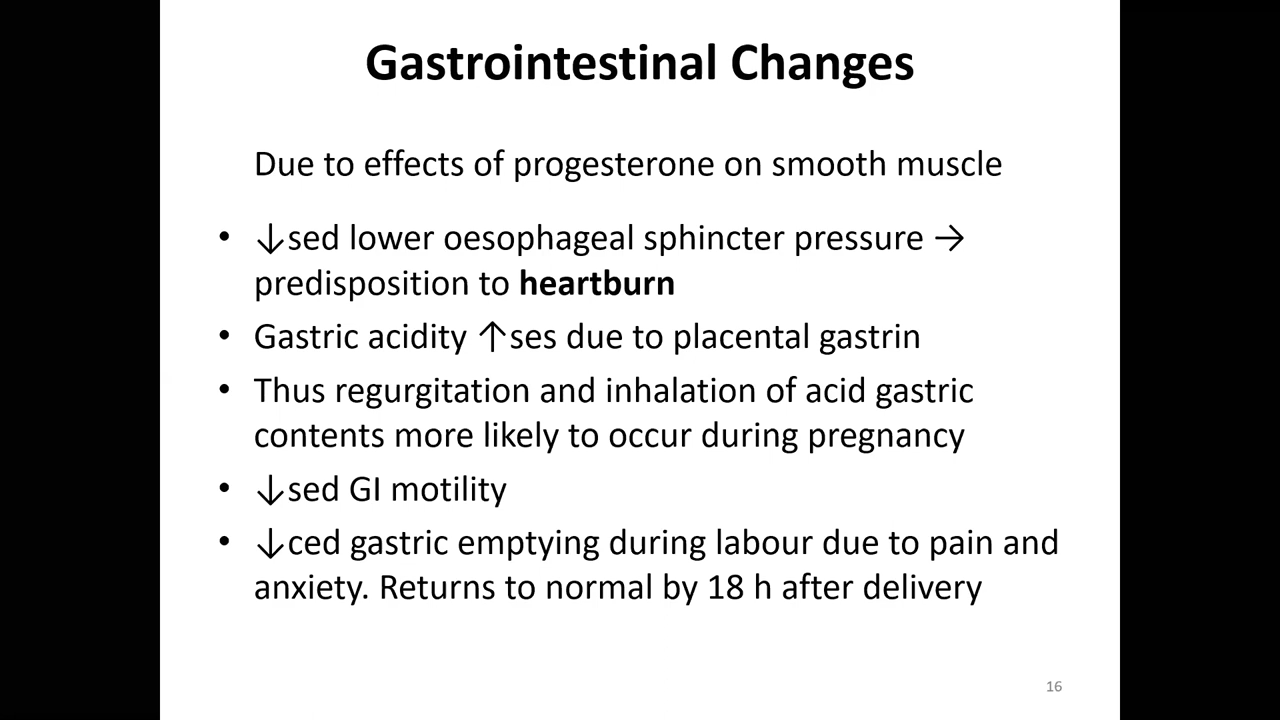 Gastrointestinal Changes
Due to effects of progesterone on smooth muscle
• ↓sed lower oesophageal sphincter pressure →
predisposition to heartburn
• Gastric acidity ↑ses due to placental gastrin
• Thus regurgitation and inhalation of acid gastric
contents more likely to occur during pregnancy
• ↓sed GI motility
• ↓ced gastric emptying during labour due to pain and
anxiety. Returns to normal by 18 h after delivery
16